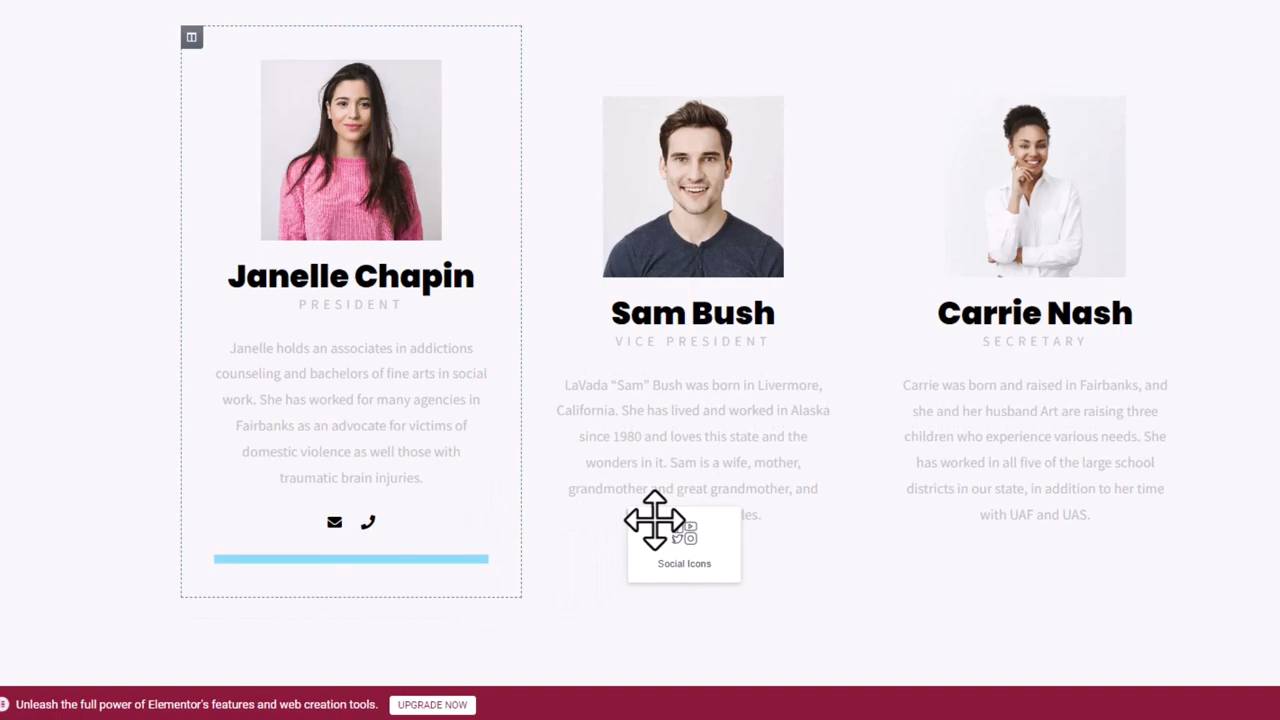 Janelle Chapin
PRESIDENT
Janelle holds an associates in addictions
counseling and bachelors of fine arts in social
work. She has worked for many agencies in
Fairbanks as an advocate for victims of
domestic violence as well those with
traumatic brain injuries.
Sam Bush
VICE PRESIDENT
LaVada “Sam” Bush was born in Livermore,
California. She has lived and worked in Alaska
since 1980 and loves this state and the
wonders in it. Sam is a wife, mother,
grandmother and great grandmother, and
Social Icons
Carrie Nash
SECRETARY
Carrie was born and raised in Fairbanks, and
she and her husband Art are raising three
children who experience various needs. She
has worked in all five of the large school
districts in our state, in addition to her time
with UAF and UAS.
Unleash the full power of Elementor's features and web creation tools.
UPGRADE NOW